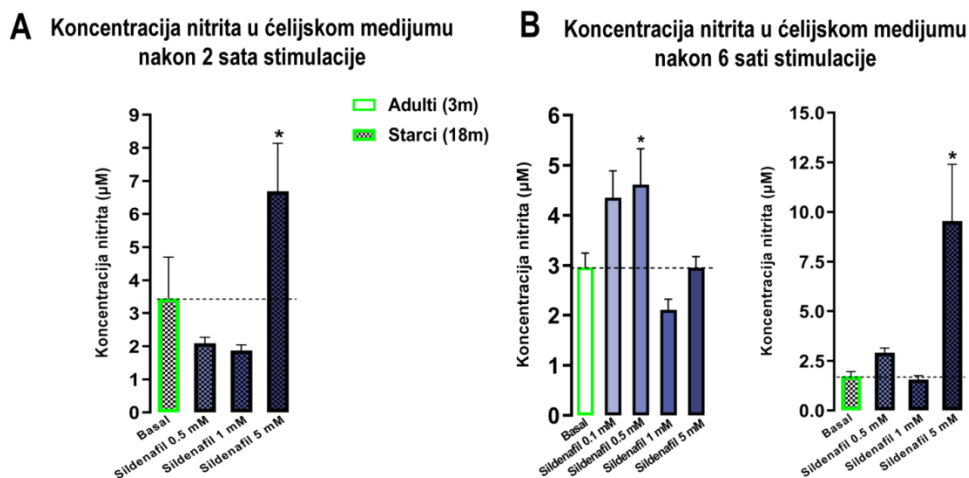 A
Koncentracija nitrita u ćelijskom medijumu
nakon 2 sata stimulacije
Adulti (3m)
Starci (18m)
Koncentracija nitrita (µM)
9
8
7
6
5
4
3
2
1
0
*
Basal
Sildenafil 0.5 mM
Sildenafil 1 mM
Sildenafil 5 mM
B
Koncentracija nitrita u ćelijskom medijumu
nakon 6 sati stimulacije
Koncentracija nitrita (µM)
6
5
4
3
2
1
0
*
Basal
Sildenafil 0.1 mM
Sildenafil 0.5 mM
Sildenafil 1 mM
Sildenafil 5 mM
Koncentracija nitrita (µM)
15.0
12.5
10.0
7.5
5.0
2.5
0.0
*
Basal
Sildenafil 0.5 mM
Sildenafil 1 mM
Sildenafil 5 mM